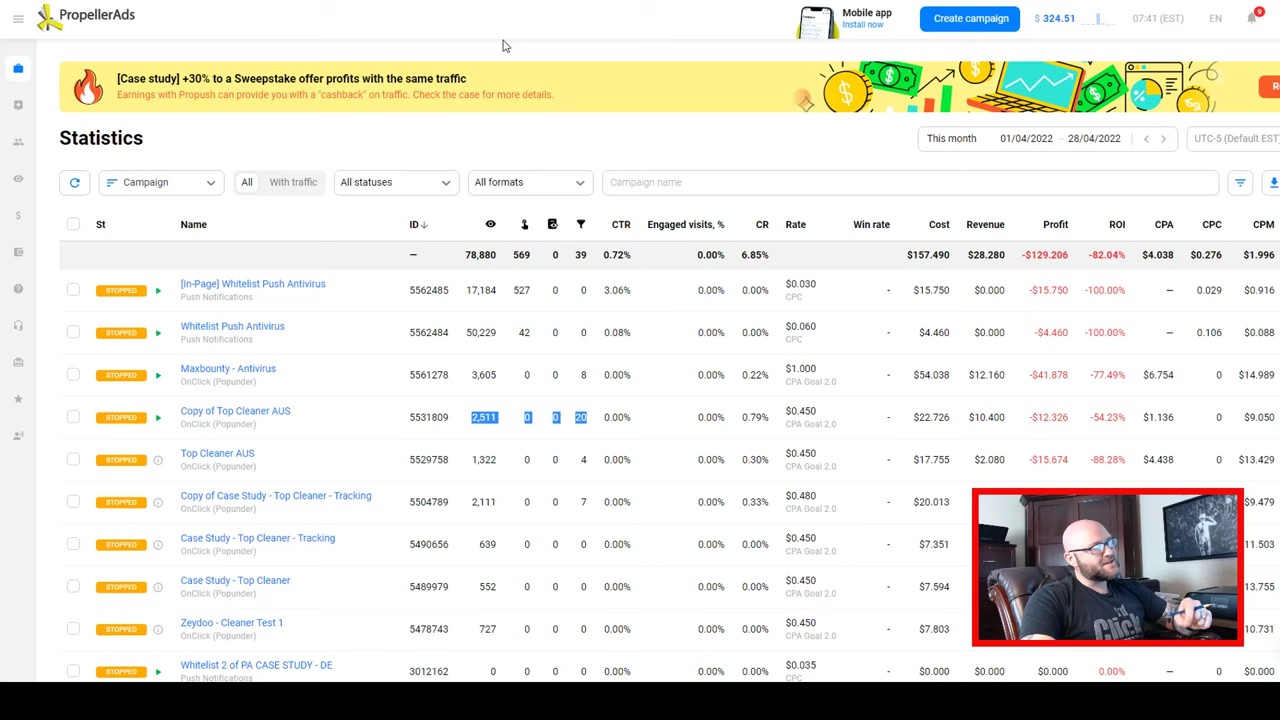 PropellerAds
Mobile app
Install now
Create campaign
$ 324.51
07:41 (EST)
EN
9
[Case study] +30% to a Sweepstake offer profits with the same traffic
Earnings with Propush can provide you with a "cashback" on traffic. Check the case for more details.
R
Statistics
This month 01/04/2022 – 28/04/2022
UTC-5 (Default EST)
Campaign
All With traffic
All statuses
All formats
Campaign name
St Name ID CTR Engaged visits, % CR Rate Win rate Cost Revenue Profit ROI CPA CPC CPM
– 78,880 569 0 39 0.72% 0.00% 6.85% $157.490 $28.280 -$129.206 -82.04% $4.038 $0.276 $1.996
STOPPED [In-Page] Whitelist Push Antivirus 5562485 17,184 527 0 0 3.06% 0.00% 0.00% $0.030 - $15.750 $0.000 -$15.750 -100.00% – 0.029 $0.916
Push Notifications CPC
STOPPED Whitelist Push Antivirus 5562484 50,229 42 0 0 0.08% 0.00% 0.00% $0.060 - $4.460 $0.000 -$4.460 -100.00% – 0.106 $0.088
Push Notifications CPC
STOPPED Maxbounty - Antivirus 5561278 3,605 0 0 8 0.00% 0.00% 0.22% $1.000 - $54.038 $12.160 -$41.878 -77.49% $6.754 0 $14.989
OnClick (Popunder) CPA Goal 2.0
STOPPED Copy of Top Cleaner AUS 5531809 2,511 0 0 20 0.00% 0.00% 0.79% $0.450 - $22.726 $10.400 -$12.326 -54.23% $1.136 0 $9.050
OnClick (Popunder) CPA Goal 2.0
STOPPED Top Cleaner AUS 5529758 1,322 0 0 4 0.00% 0.00% 0.30% $0.450 - $17.755 $2.080 -$15.674 -88.28% $4.438 0 $13.429
OnClick (Popunder) CPA Goal 2.0
STOPPED Copy of Case Study - Top Cleaner - Tracking 5504789 2,111 0 0 7 0.00% 0.00% 0.33% $0.480 - $20.013 $9.479
OnClick (Popunder) CPA Goal 2.0
STOPPED Case Study - Top Cleaner - Tracking 5490656 639 0 0 0 0.00% 0.00% 0.00% $0.450 - $7.351 11.503
OnClick (Popunder) CPA Goal 2.0
STOPPED Case Study - Top Cleaner 5489979 552 0 0 0 0.00% 0.00% 0.00% $0.450 - $7.594 13.755
OnClick (Popunder) CPA Goal 2.0
STOPPED Zeydoo - Cleaner Test 1 5478743 727 0 0 0 0.00% 0.00% 0.00% $0.450 - $7.803 10.731
OnClick (Popunder) CPA Goal 2.0
STOPPED Whitelist 2 of PA CASE STUDY - DE 3012162 0 0 0 0 0.00% 0.00% 0.00% $0.035 - $0.000 $0.000 $0.000 0.00% – 0 $0.000
Push Notifications CPC
Click